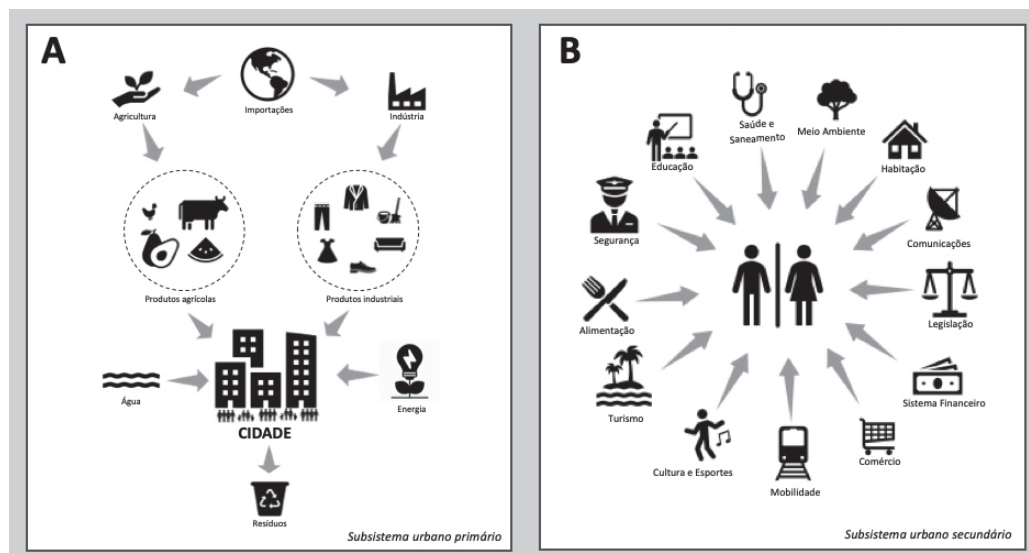 A
Importações
Agricultura
Indústria
Produtos agrícolas
Produtos industriais
Água
Energia
CIDADE
Resíduos
Subsistema urbano primário
B
Saúde e
Saneamento
Meio Ambiente
Educação
Habitação
Segurança
Comunicações
Alimentação
Legislação
Turismo
Sistema Financeiro
Cultura e Esportes
Comércio
Mobilidade
Subsistema urbano secundário